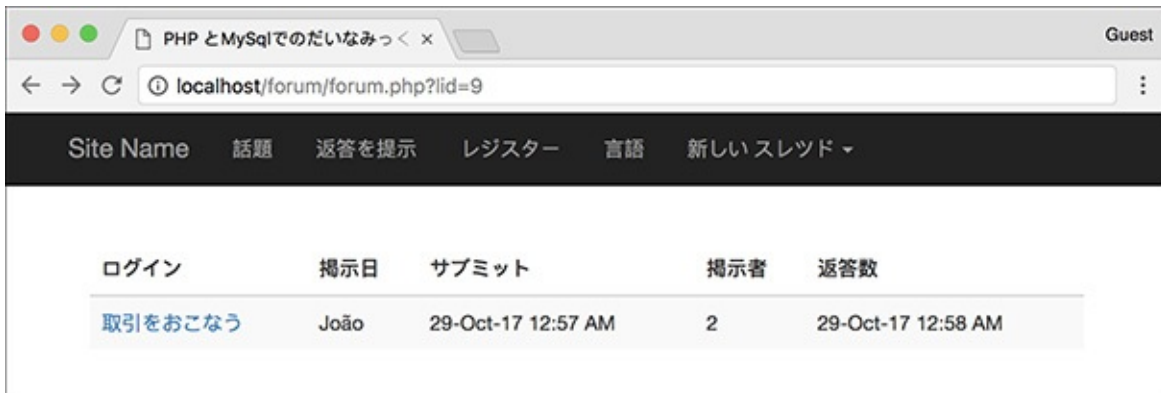 PHP とMySqlでのだいなみっく
Guest
localhost/forum/forum.php?lid=9
Site Name 話題 返答を提示 レジスター 言語 新しい スレツド
ログイン 掲示日 サブミット 掲示者 返答数
取引をおこなう João 29-Oct-17 12:57 AM 2 29-Oct-17 12:58 AM